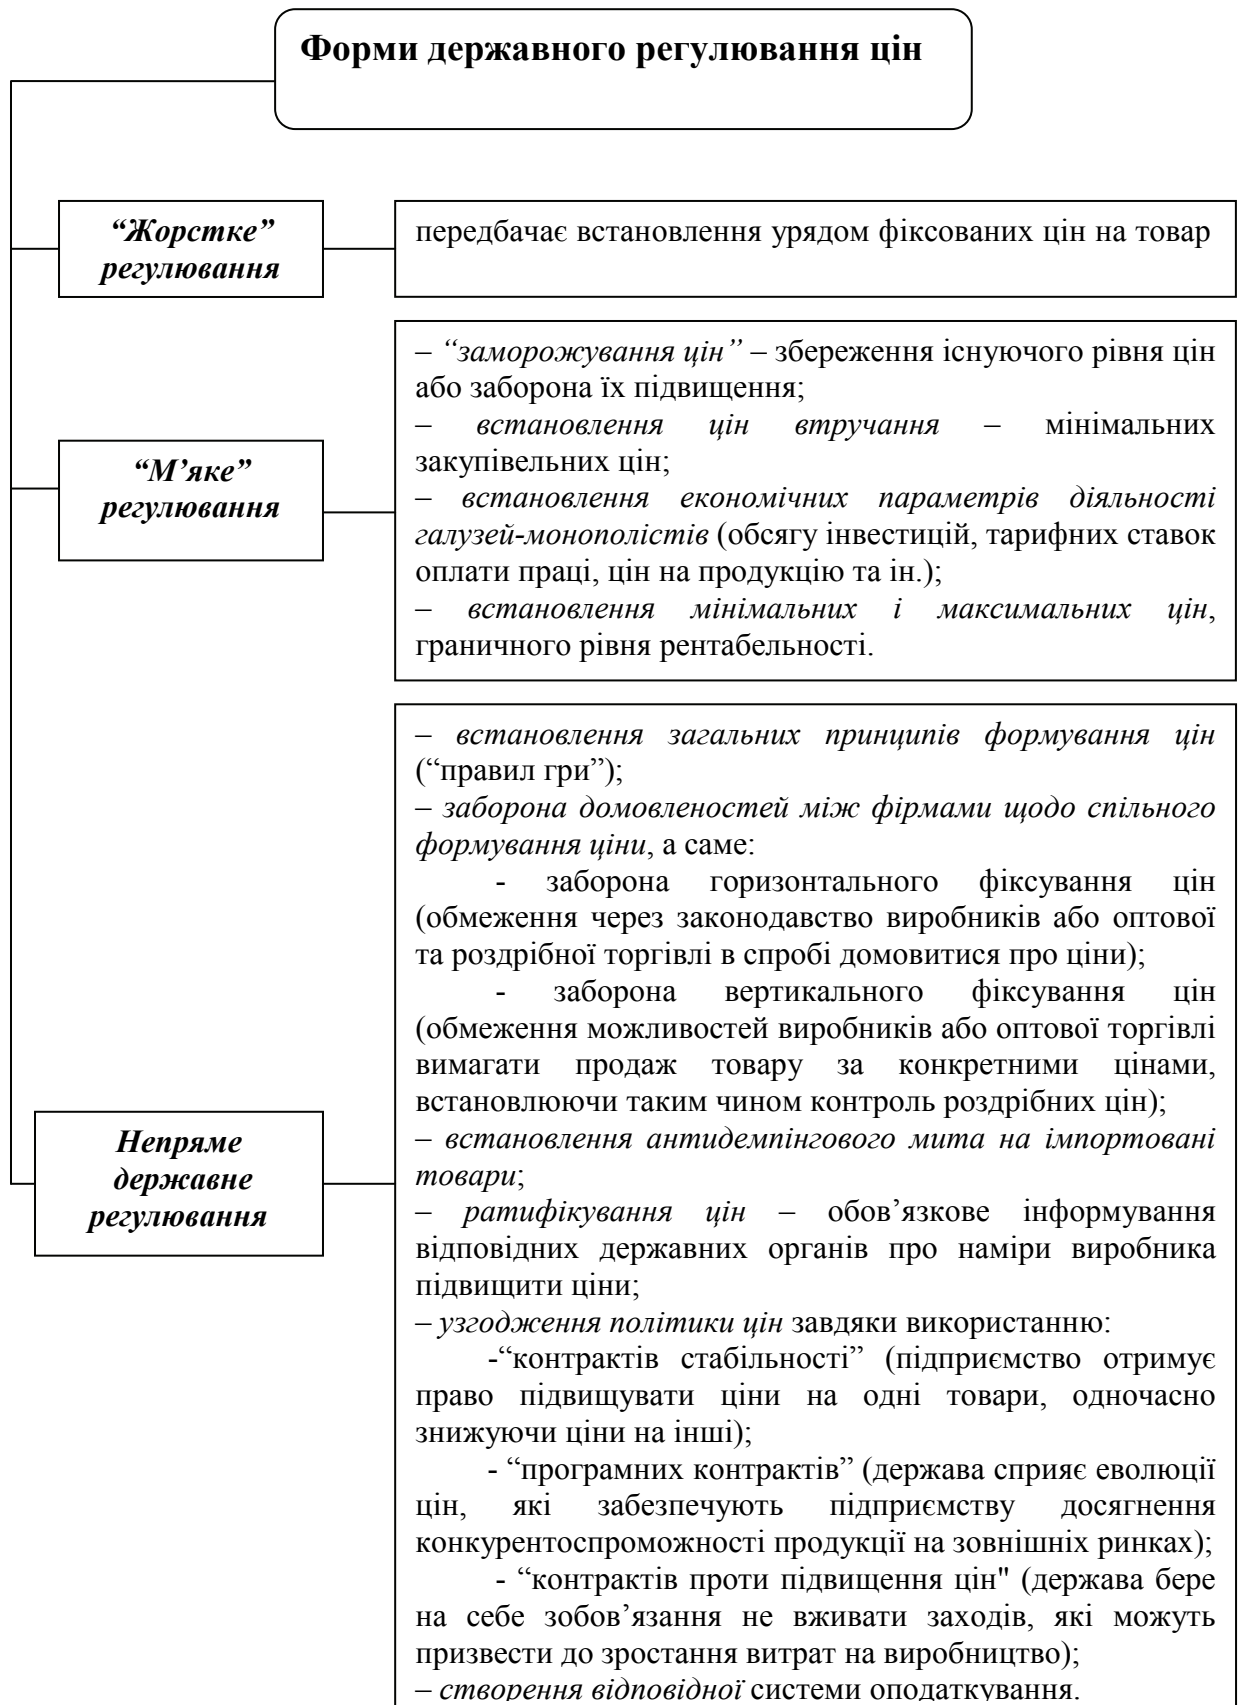 Форми державного регулювання цін
“Жорстке”
регулювання
передбачає встановлення урядом фіксованих цін на товар
“М’яке”
регулювання
– “заморожування цін” – збереження існуючого рівня цін
або заборона їх підвищення;
– встановлення цін втручання – мінімальних
закупівельних цін;
– встановлення економічних параметрів діяльності
галузей-монополістів (обсягу інвестицій, тарифних ставок
оплати праці, цін на продукцію та ін.);
– встановлення мінімальних і максимальних цін,
граничного рівня рентабельності.
Непряме
державне
регулювання
– встановлення загальних принципів формування цін
(“правил гри”);
– заборона домовленостей між фірмами щодо спільного
формування ціни, а саме:
- заборона горизонтального фіксування цін
(обмеження через законодавство виробників або оптової
та роздрібної торгівлі в спробі домовитися про ціни);
- заборона вертикального фіксування цін
(обмеження можливостей виробників або оптової торгівлі
вимагати продаж товару за конкретними цінами,
встановлюючи таким чином контроль роздрібних цін);
– встановлення антидемпінгового мита на імпортовані
товари;
– ратифікування цін – обов’язкове інформування
відповідних державних органів про наміри виробника
підвищити ціни;
– узгодження політики цін завдяки використанню:
-“контрактів стабільності” (підприємство отримує
право підвищувати ціни на одні товари, одночасно
знижуючи ціни на інші);
- “програмних контрактів” (держава сприяє еволюції
цін, які забезпечують підприємству досягнення
конкурентоспроможності продукції на зовнішніх ринках);
- “контрактів проти підвищення цін" (держава бере
на себе зобов’язання не вживати заходів, які можуть
призвести до зростання витрат на виробництво);
– створення відповідної системи оподаткування.